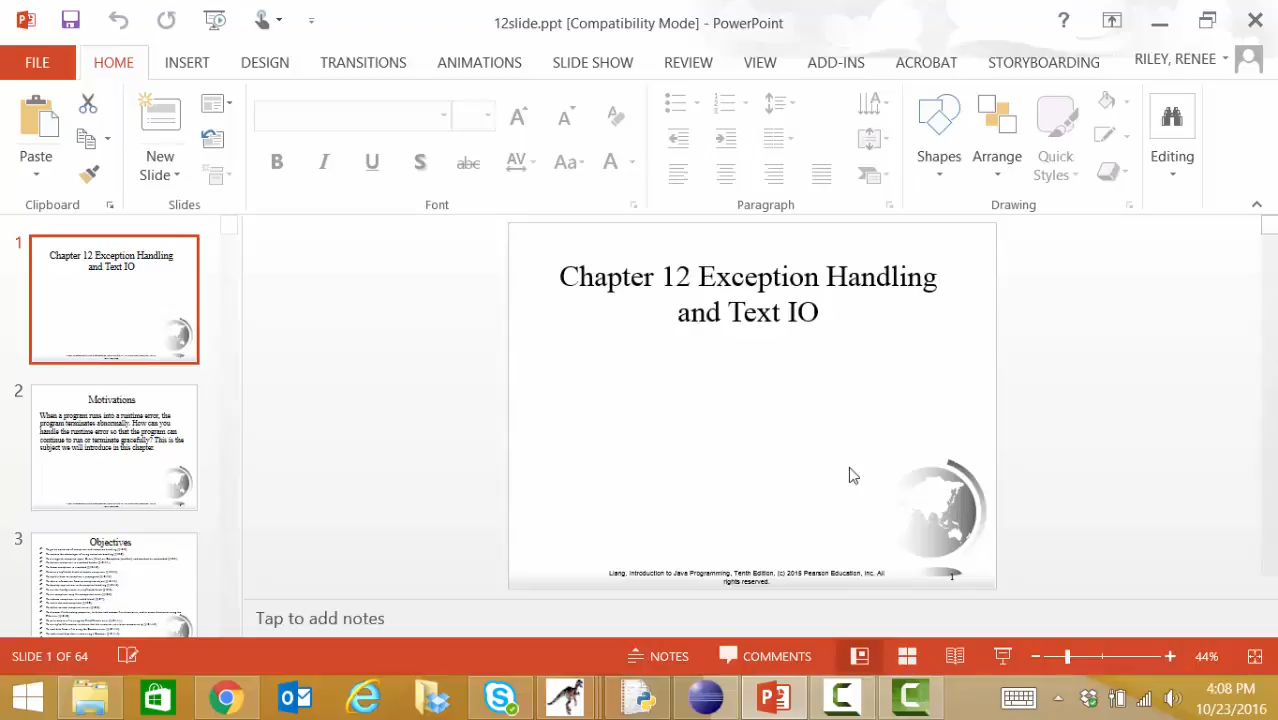 12slide.ppt [Compatibility Mode] - PowerPoint
?
FILE HOME INSERT DESIGN TRANSITIONS ANIMATIONS SLIDE SHOW REVIEW VIEW ADD-INS ACROBAT STORYBOARDING RILEY, RENEE
Paste
New
Slide
B I U S abc AV Aa A
Shapes Arrange Quick
Styles
Editing
Clipboard Slides Font Paragraph Drawing
1
Chapter 12 Exception Handling
and Text IO
2
Motivations
When a program runs into a runtime error, the
program terminates abnormally. How can you
handle the runtime error so that the program can
continue to run or terminate gracefully? This is the
subject we will introduce in this chapter.
3
Objectives
Chapter 12 Exception Handling
and Text IO
Liang, Introduction to Java Programming, Tenth Edition, (c) 2015 Pearson Education, Inc. All
rights reserved.
1
Tap to add notes
SLIDE 1 OF 64 NOTES COMMENTS 44%
4:08 PM
10/23/2016